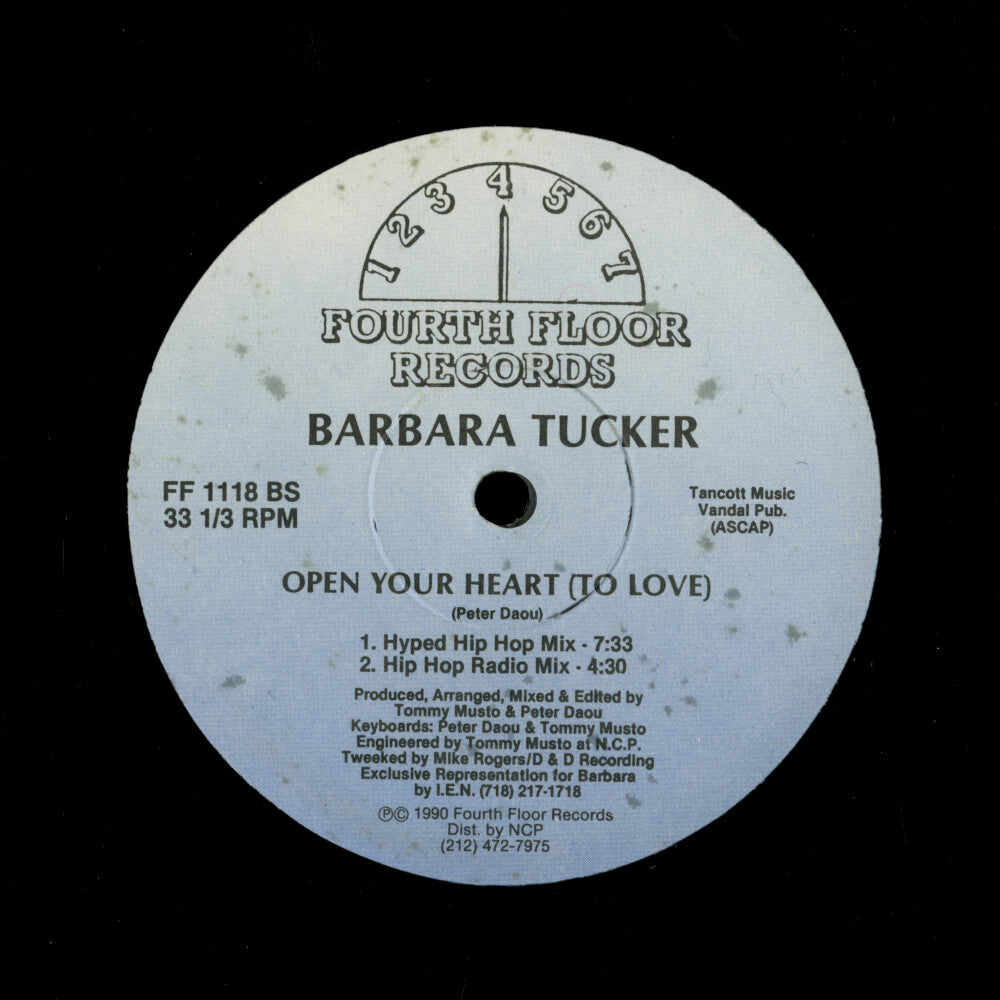 1 2 3 4 5 6 7
FOURTH FLOOR
RECORDS
BARBARA TUCKER
FF 1118 BS
33 1/3 RPM
Tancott Music
Vandal Pub.
(ASCAP)
OPEN YOUR HEART (TO LOVE)
(Peter Daou)
1. Hyped Hip Hop Mix - 7:33
2. Hip Hop Radio Mix - 4:30
Produced, Arranged, Mixed & Edited by
Tommy Musto & Peter Daou
Keyboards: Peter Daou & Tommy Musto
Engineered by Tommy Musto at N.C.P.
Tweeked by Mike Rogers/D & D Recording
Exclusive Representation for Barbara
by I.E.N. (718) 217-1718
℗© 1990 Fourth Floor Records
Dist. by NCP
(212) 472-7975